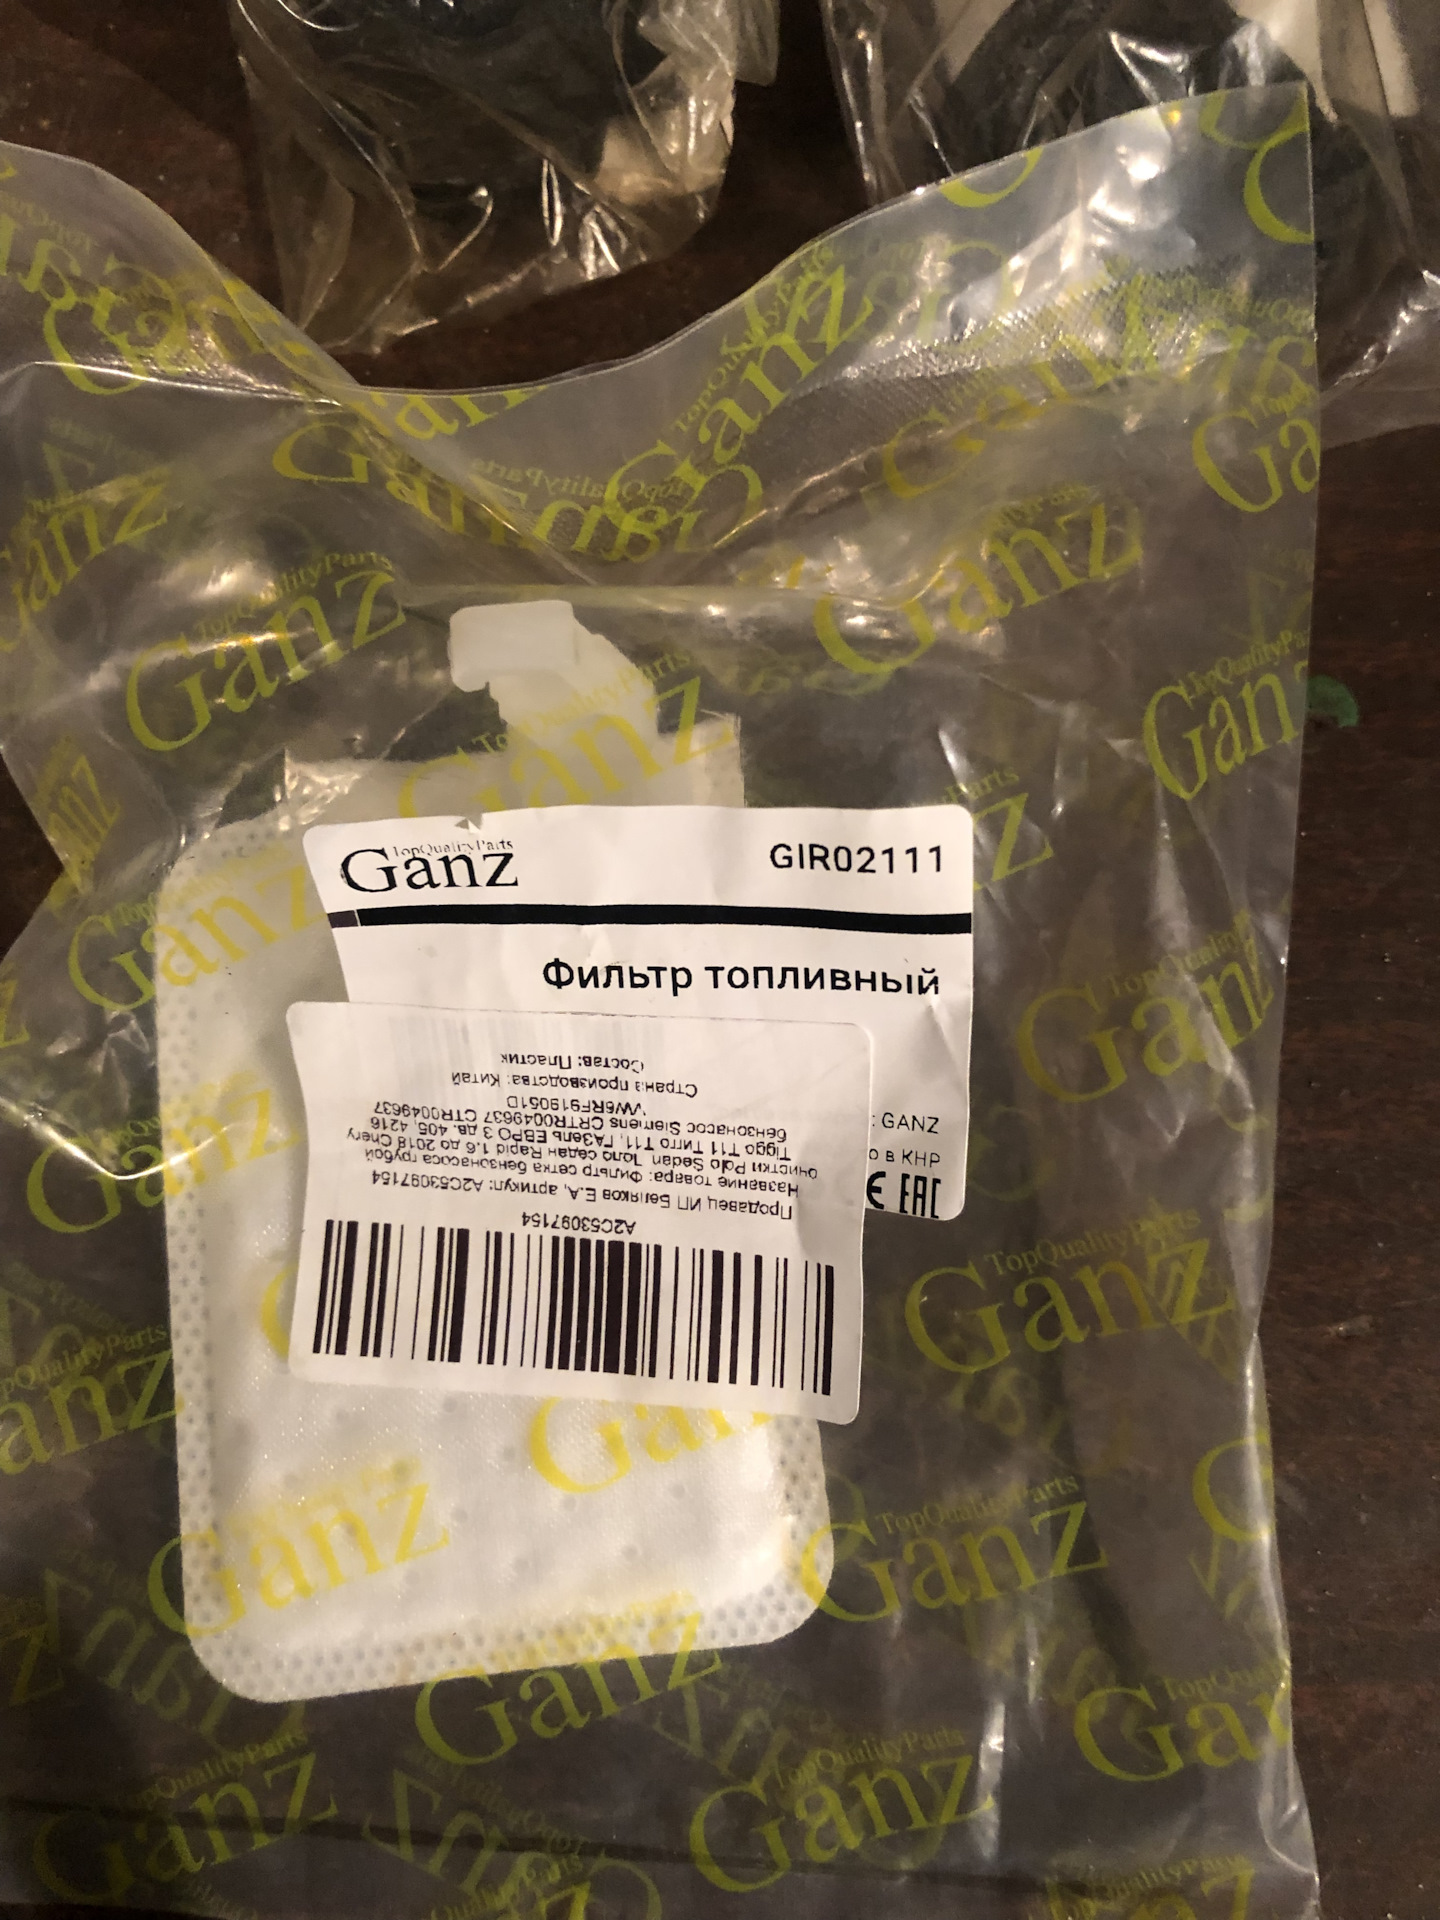 TopQualityParts
Ganz
GIR02111
Фильтр топливный
: GANZ
о в КНР
CE EAC
A2C53097154
Продавец ИП Беляков Е.А, артикул: A2C53097154
Название товара: Фильтр сетка бензонасоса грубой
очистки Polo Sedan Поло седан Rapid 1.6 до 2018 Chery
Tiggo T11 Тигго Т11, ГАЗель ЕВРО 3 дв. 405, 4216
бензонасос Siemens CRTR0049637 CTR0049637
VW6RF919051D
Страна производства: Китай
Состав: Пластик